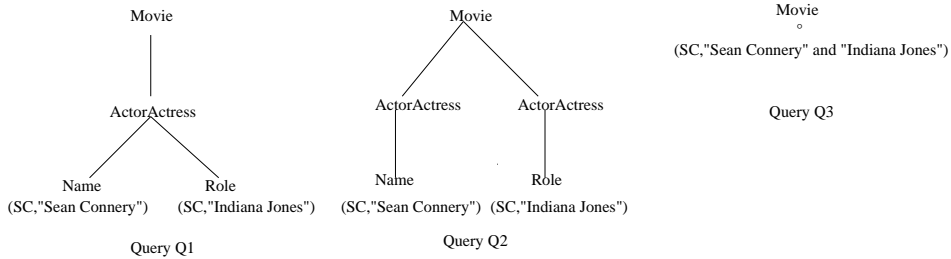 Movie
ActorActress
Name
Role
(SC,"Sean Connery")
(SC,"Indiana Jones")
Query Q1
Movie
ActorActress
ActorActress
Name
Role
(SC,"Sean Connery")
(SC,"Indiana Jones")
Query Q2
Movie
(SC,"Sean Connery" and "Indiana Jones")
Query Q3